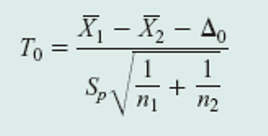 T₀ = (X̄₁ − X̄₂ − Δ₀) / (Sₚ √(1/n₁ + 1/n₂))